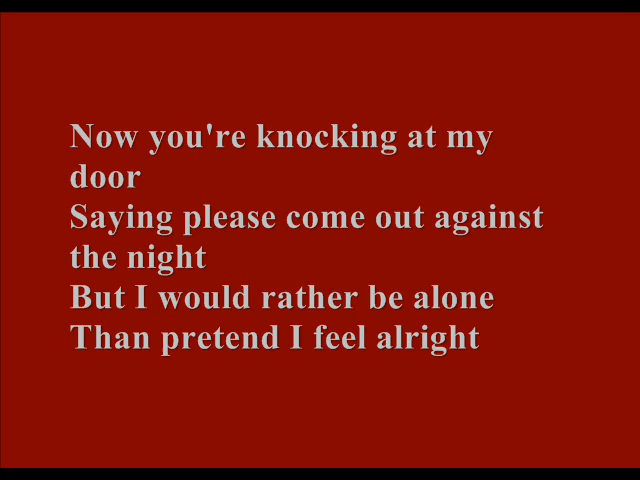 Now you're knocking at my
door
Saying please come out against
the night
But I would rather be alone
Than pretend I feel alright